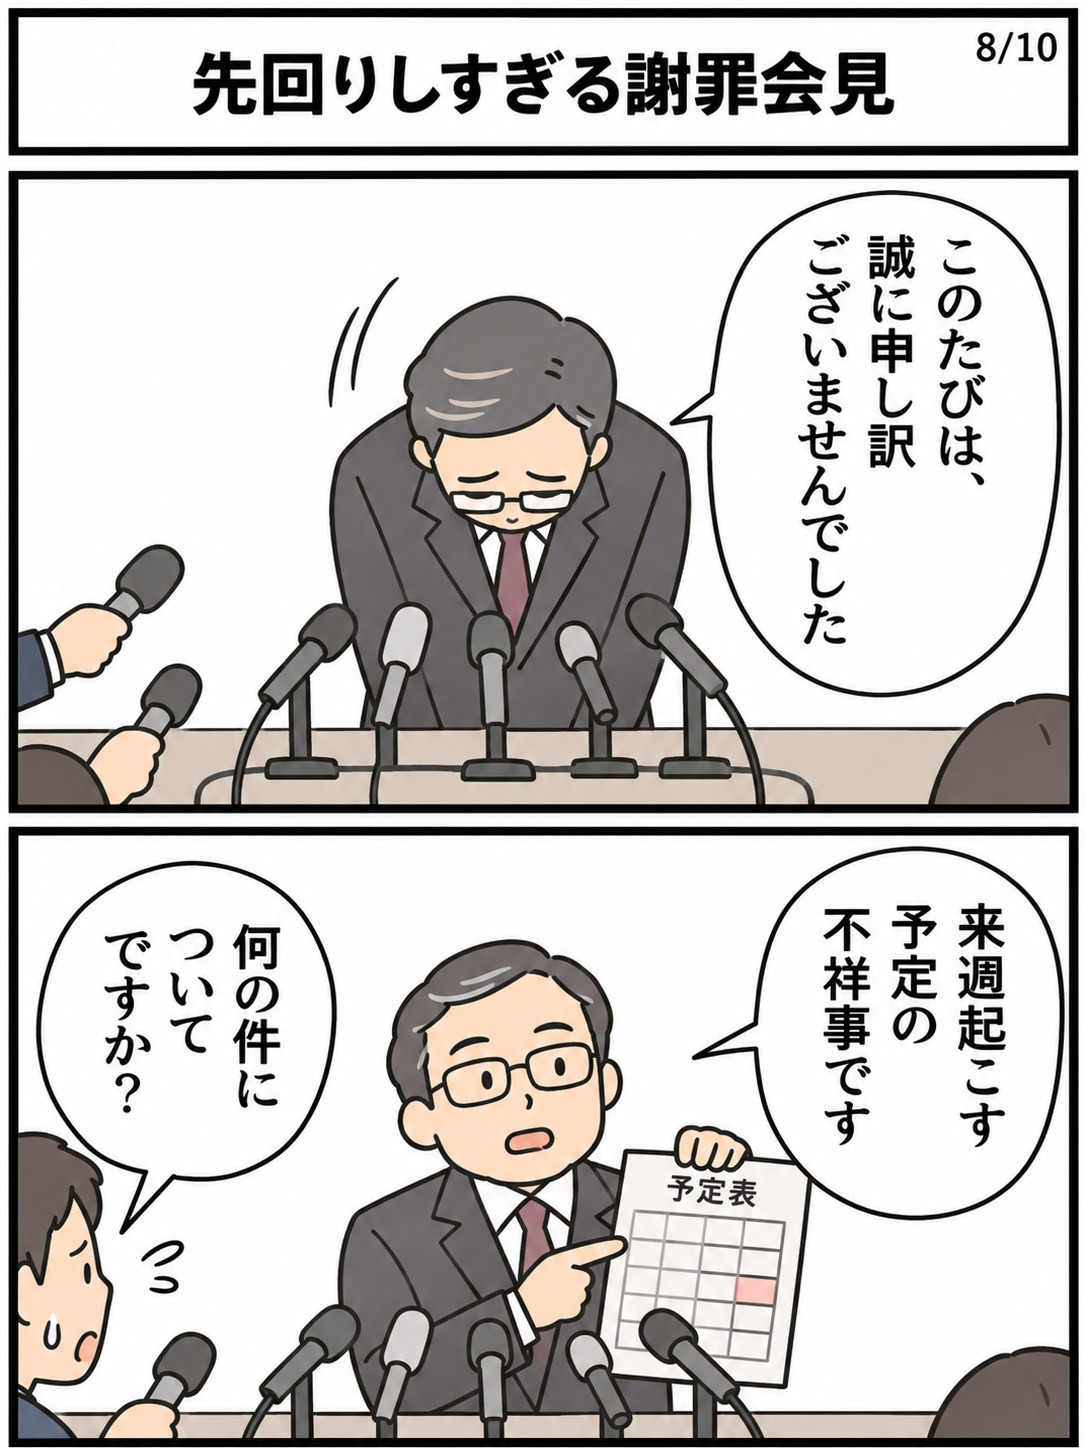 先回りしすぎる謝罪会見
8/10
このたびは、
誠に申し訳
ございませんでした
来週起こす
予定の
不祥事です
何の件に
ついて
ですか?
予定表